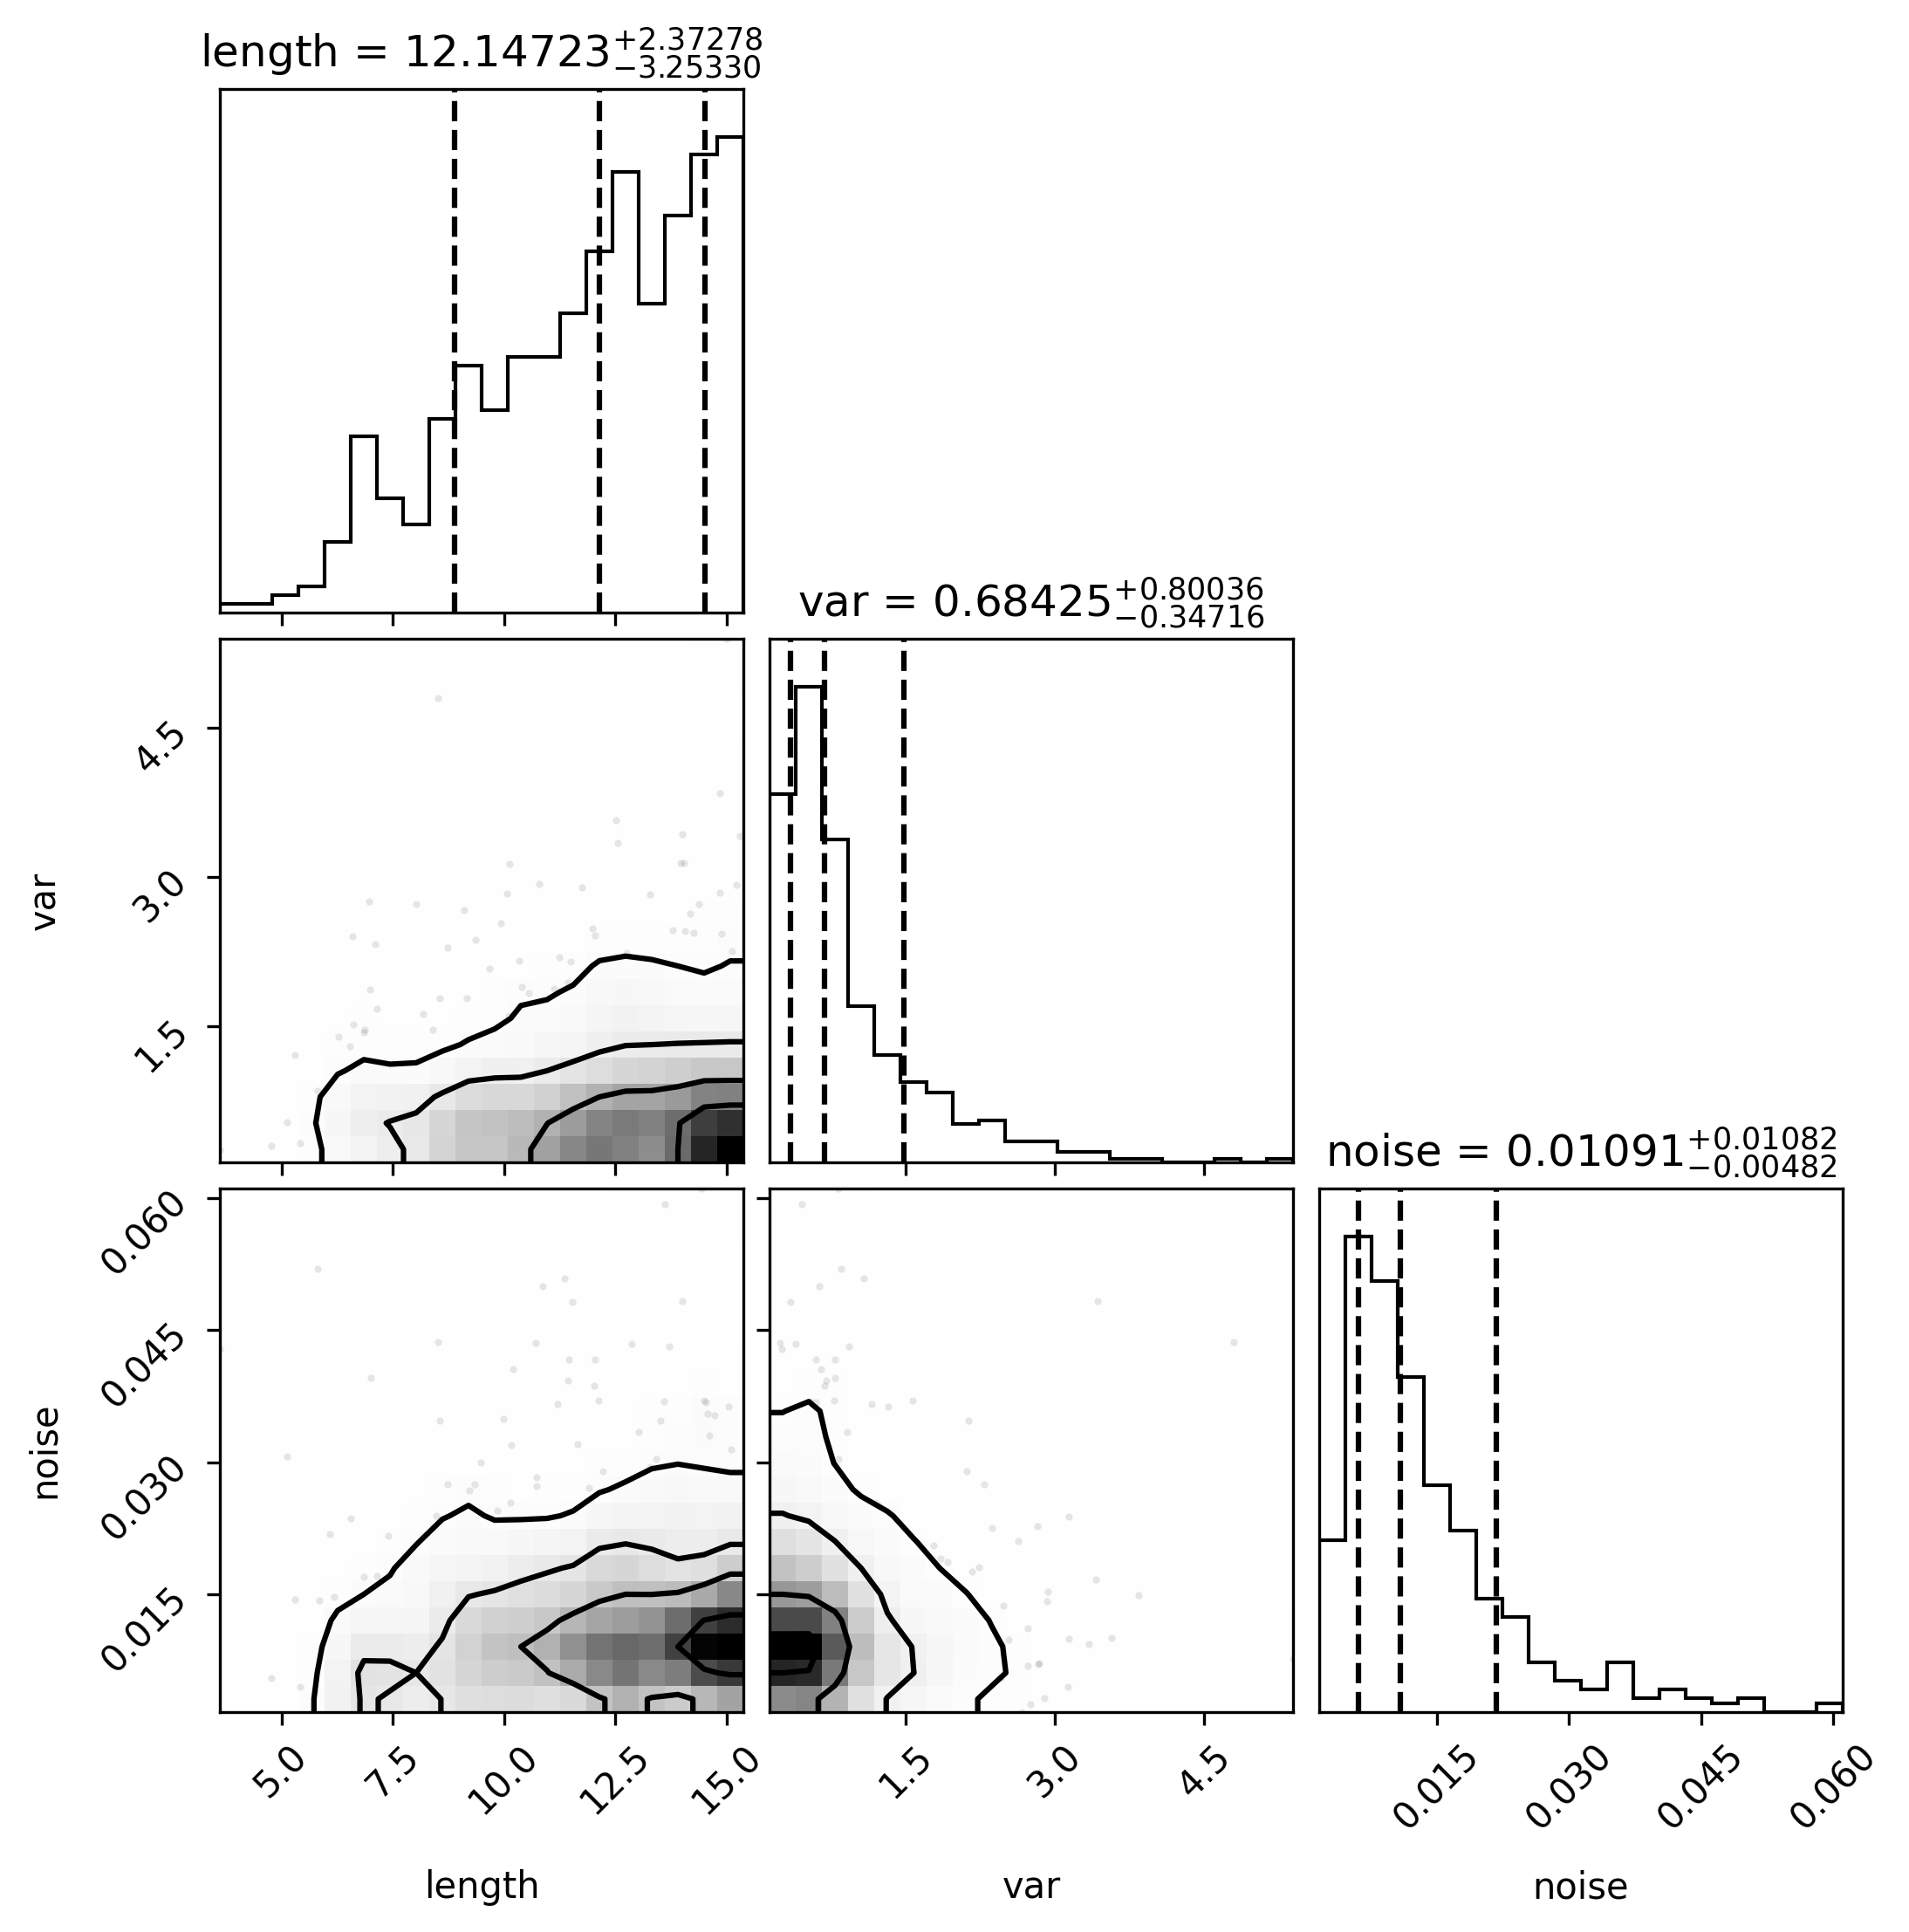 length = 12.14723+2.37278−3.25330
var = 0.68425+0.80036−0.34716
4.5
3.0
1.5
var
noise = 0.01091+0.01082−0.00482
0.060
0.045
0.030
0.015
noise
5.0 7.5 10.0 12.5 15.0 1.5 3.0 4.5 0.015 0.030 0.045 0.060
length var noise